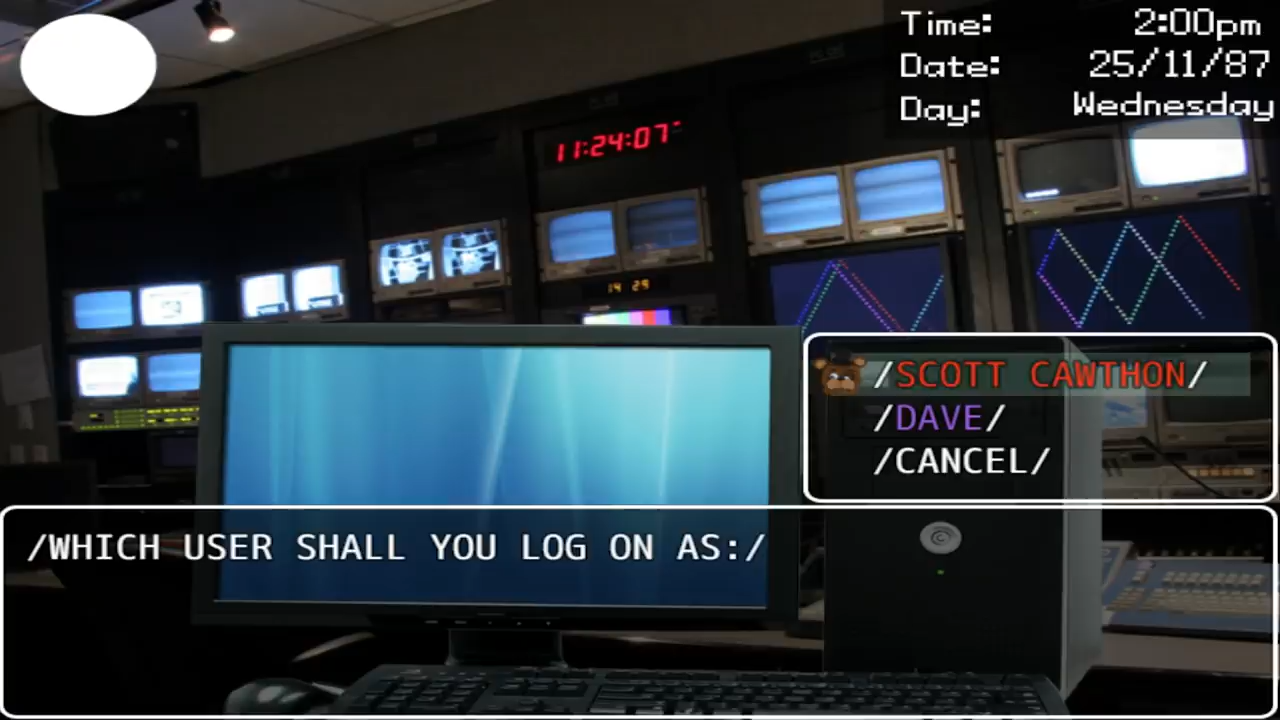 Time: 2:00pm
Date: 25/11/87
Day: Wednesday
11:24:07
14 29
/SCOTT CAWTHON/
/DAVE/
/CANCEL/
/WHICH USER SHALL YOU LOG ON AS:/